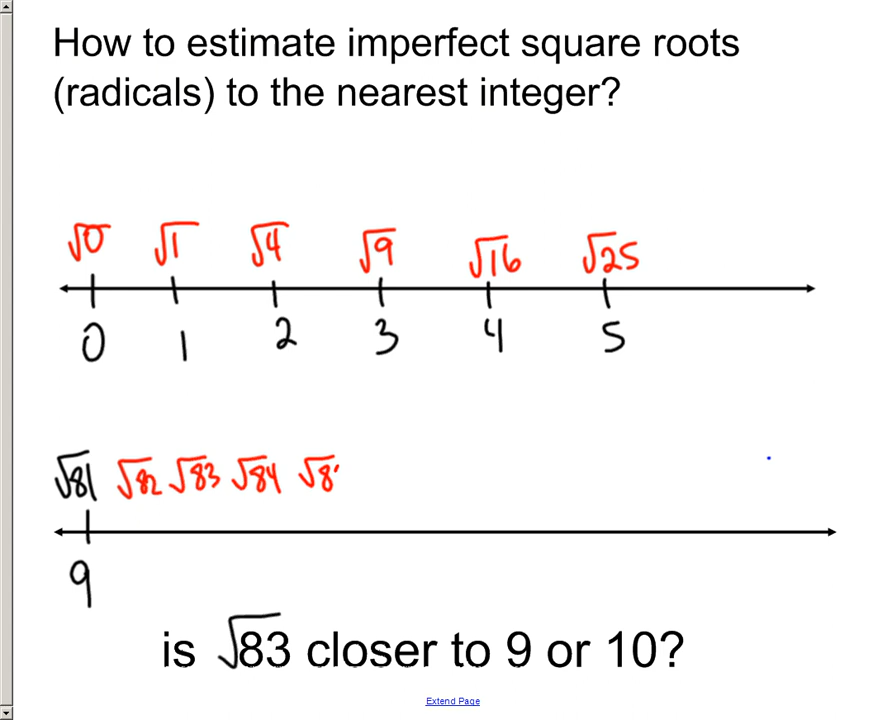 How to estimate imperfect square roots
(radicals) to the nearest integer?
√0 √1 √4 √9 √16 √25
0 1 2 3 4 5
√81 √82 √83 √84 √8
9
is √83 closer to 9 or 10?
Extend Page